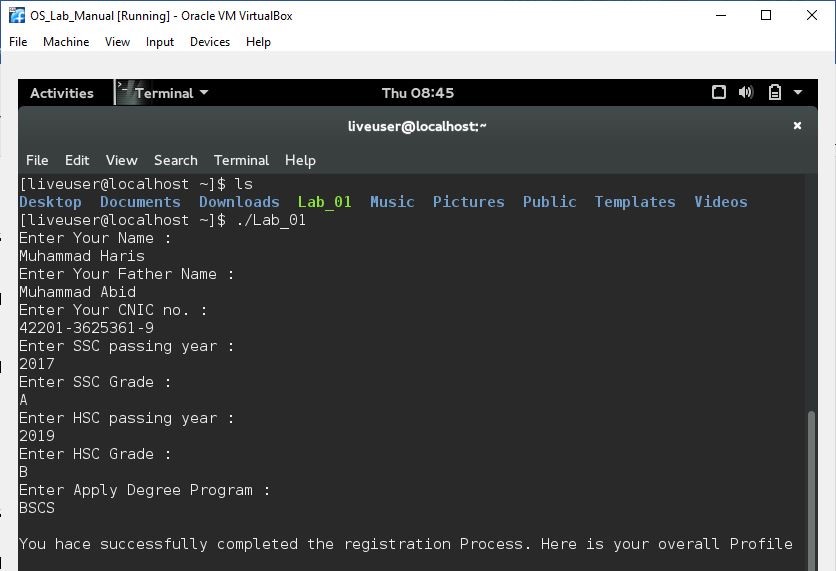 OS_Lab_Manual [Running] - Oracle VM VirtualBox
File Machine View Input Devices Help
Activities Terminal Thu 08:45
liveuser@localhost:~
File Edit View Search Terminal Help
[liveuser@localhost ~]$ ls
Desktop Documents Downloads Lab_01 Music Pictures Public Templates Videos
[liveuser@localhost ~]$ ./Lab_01
Enter Your Name :
Muhammad Haris
Enter Your Father Name :
Muhammad Abid
Enter Your CNIC no. :
42201-3625361-9
Enter SSC passing year :
2017
Enter SSC Grade :
A
Enter HSC passing year :
2019
Enter HSC Grade :
B
Enter Apply Degree Program :
BSCS
You hace successfully completed the registration Process. Here is your overall Profile